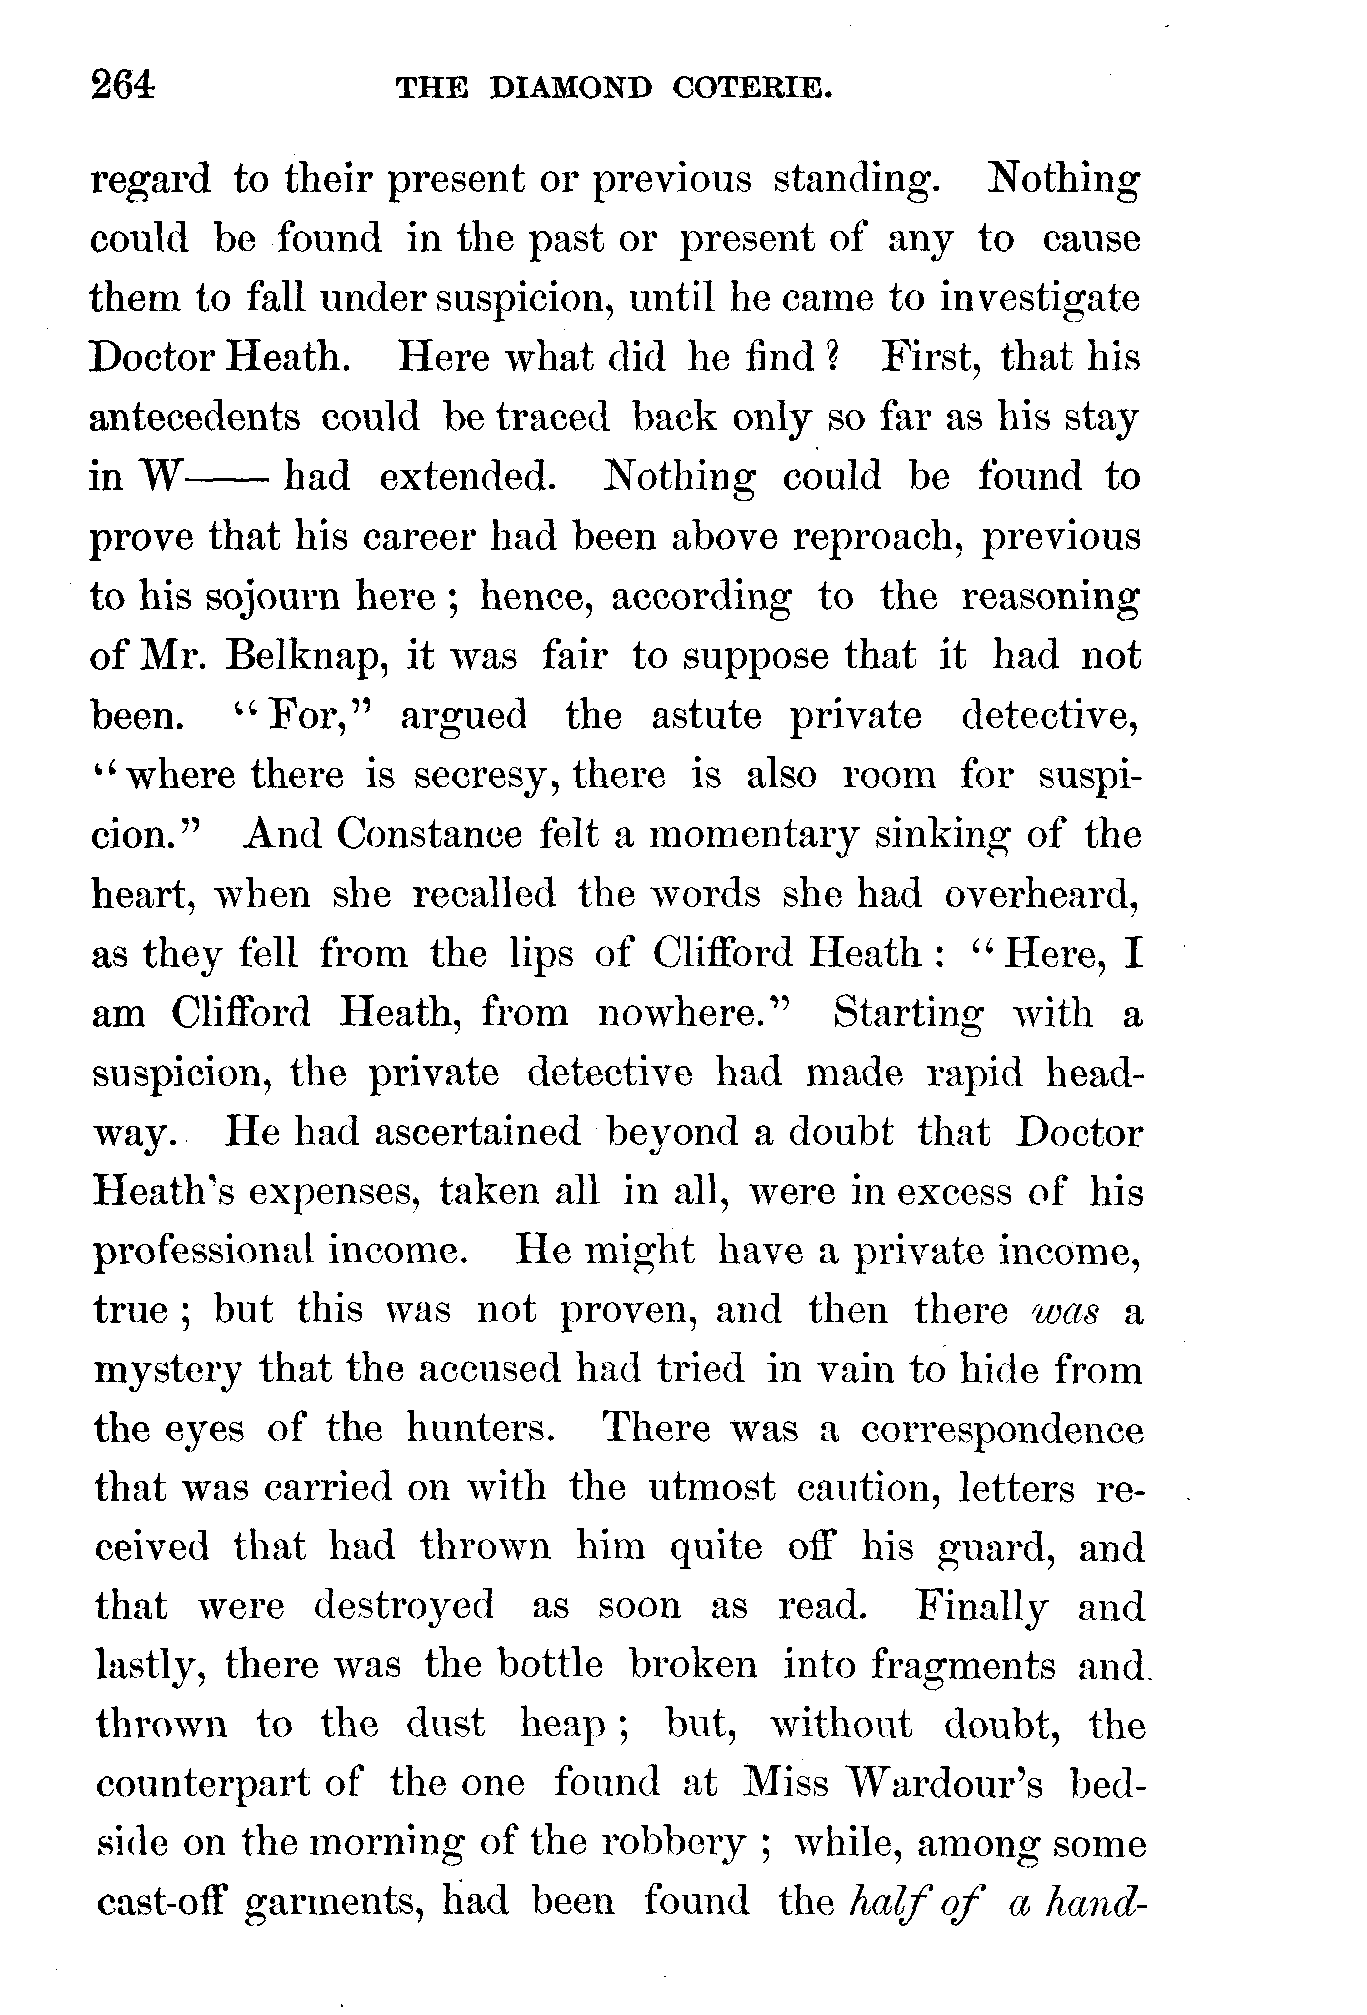 264 THE DIAMOND COTERIE.
regard to their present or previous standing. Nothing
could be found in the past or present of any to cause
them to fall under suspicion, until he came to investigate
Doctor Heath. Here what did he find ? First, that his
antecedents could be traced back only so far as his stay
in W—— had extended. Nothing could be found to
prove that his career had been above reproach, previous
to his sojourn here ; hence, according to the reasoning
of Mr. Belknap, it was fair to suppose that it had not
been. “ For,” argued the astute private detective,
“ where there is secresy, there is also room for suspi-
cion.” And Constance felt a momentary sinking of the
heart, when she recalled the words she had overheard,
as they fell from the lips of Clifford Heath : “ Here, I
am Clifford Heath, from nowhere.” Starting with a
suspicion, the private detective had made rapid head-
way. He had ascertained beyond a doubt that Doctor
Heath’s expenses, taken all in all, were in excess of his
professional income. He might have a private income,
true ; but this was not proven, and then there was a
mystery that the accused had tried in vain to hide from
the eyes of the hunters. There was a correspondence
that was carried on with the utmost caution, letters re-
ceived that had thrown him quite off his guard, and
that were destroyed as soon as read. Finally and
lastly, there was the bottle broken into fragments and
thrown to the dust heap ; but, without doubt, the
counterpart of the one found at Miss Wardour’s bed-
side on the morning of the robbery ; while, among some
cast-off garments, had been found the half of a hand-